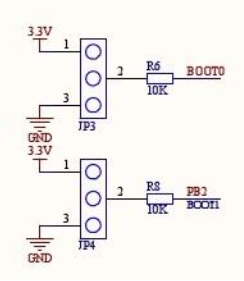 3.3V
1
R6
BOOT0
2
10K
3
GND
JP3
3.3V
1
R8
PB2
2
10K
BOOT1
3
GND
JP4